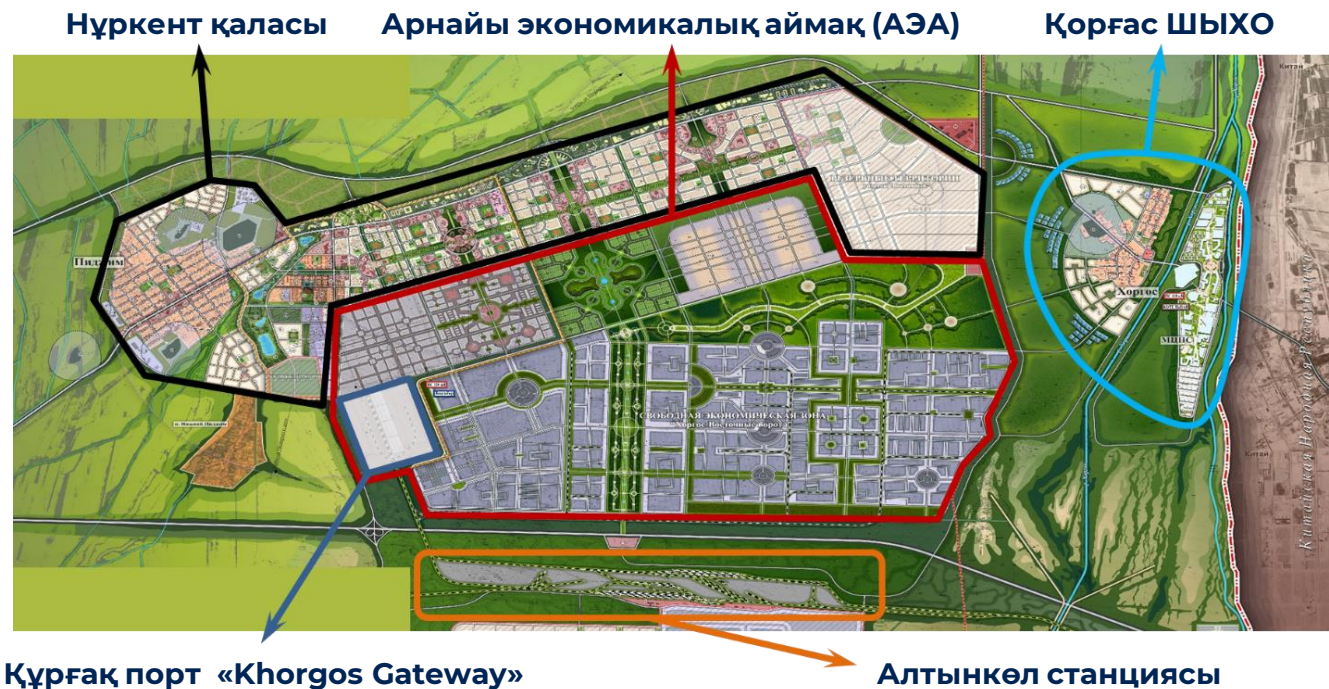 Нұркент қаласы
Арнайы экономикалық аймақ (АЭА)
Қорғас ШЫХО
Китай
Пиджим
Хоргос
МЦПС
СВОБОДНАЯ ЭКОНОМИЧЕСКАЯ ЗОНА
"Хоргос-Восточные ворота"
Китай
Китайская Народная Республика
Құрғақ порт «Khorgos Gateway»
Алтынкөл станциясы